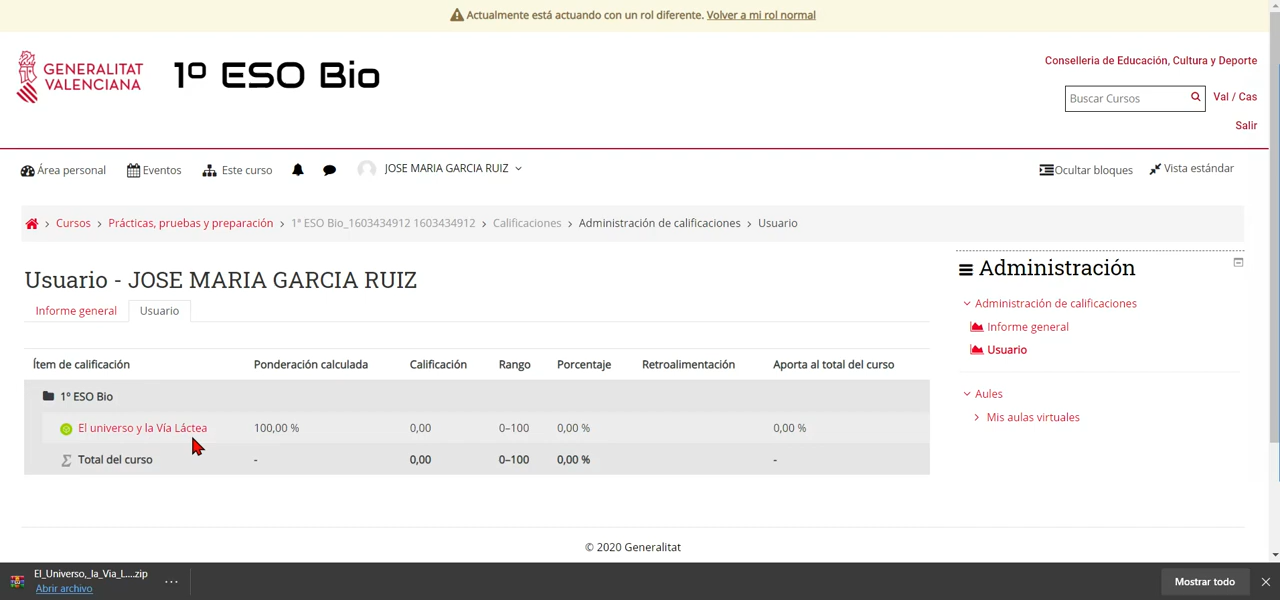 Actualmente está actuando con un rol diferente. Volver a mi rol normal
GENERALITAT
VALENCIANA
1º ESO Bio
Conselleria de Educación, Cultura y Deporte
Buscar Cursos
Val / Cas
Salir
Área personal
Eventos
Este curso
JOSE MARIA GARCIA RUIZ
Ocultar bloques
Vista estándar
Cursos > Prácticas, pruebas y preparación > 1ª ESO Bio_1603434912 1603434912 > Calificaciones > Administración de calificaciones > Usuario
Usuario - JOSE MARIA GARCIA RUIZ
Informe general
Usuario
Ítem de calificación Ponderación calculada Calificación Rango Porcentaje Retroalimentación Aporta al total del curso
1º ESO Bio
El universo y la Vía Láctea 100,00 % 0,00 0–100 0,00 % 0,00 %
Total del curso - 0,00 0–100 0,00 % -
Administración
Administración de calificaciones
Informe general
Usuario
Aules
Mis aulas virtuales
© 2020 Generalitat
El_Universo,_la_Via_L....zip
Abrir archivo
...
Mostrar todo